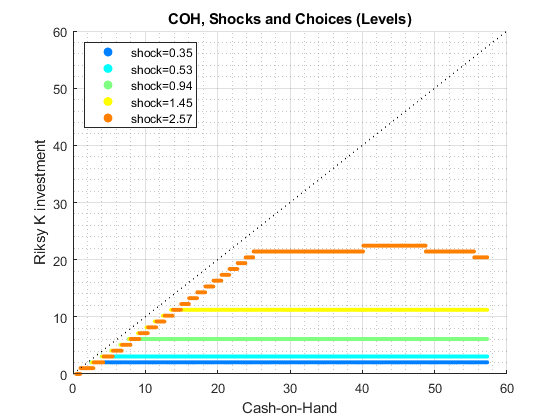 COH, Shocks and Choices (Levels)
shock=0.35
shock=0.53
shock=0.94
shock=1.45
shock=2.57
Riksy K investment
60
50
40
30
20
10
0
0 10 20 30 40 50 60
Cash-on-Hand